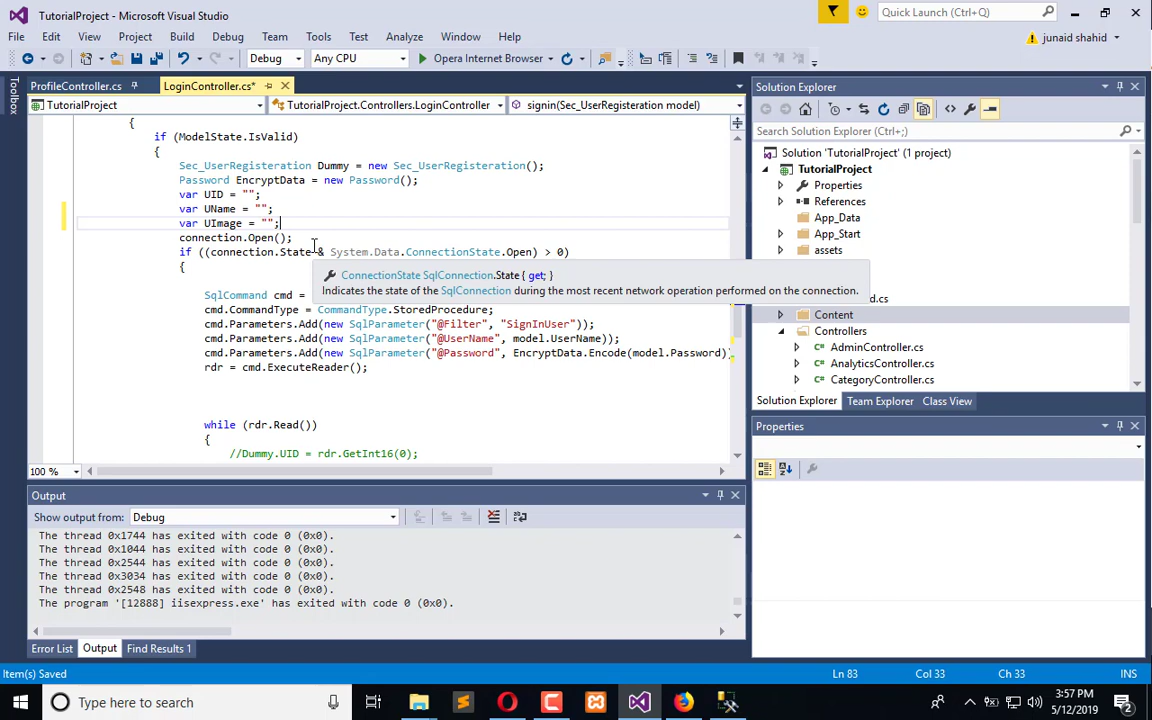 TutorialProject - Microsoft Visual Studio
Quick Launch (Ctrl+Q)
File Edit View Project Build Debug Team Tools Test Analyze Window Help
junaid shahid
Debug Any CPU Open Internet Browser
Toolbox
ProfileController.cs LoginController.cs*
TutorialProject TutorialProject.Controllers.LoginController signin(Sec_UserRegisteration model)
{
if (ModelState.IsValid)
{
Sec_UserRegisteration Dummy = new Sec_UserRegisteration();
Password EncryptData = new Password();
var UID = "";
var UName = "";
var UImage = "";
connection.Open();
if ((connection.State & System.Data.ConnectionState.Open) > 0)
{
ConnectionState SqlConnection.State { get; }
Indicates the state of the SqlConnection during the most recent network operation performed on the connection.
SqlCommand cmd =
cmd.CommandType = CommandType.StoredProcedure;
cmd.Parameters.Add(new SqlParameter("@Filter", "SignInUser"));
cmd.Parameters.Add(new SqlParameter("@UserName", model.UserName));
cmd.Parameters.Add(new SqlParameter("@Password", EncryptData.Encode(model.Password))
rdr = cmd.ExecuteReader();
while (rdr.Read())
{
//Dummy.UID = rdr.GetInt16(0);
100 %
Solution Explorer
Search Solution Explorer (Ctrl+;)
Solution 'TutorialProject' (1 project)
TutorialProject
Properties
References
App_Data
App_Start
assets
d.cs
Content
Controllers
AdminController.cs
AnalyticsController.cs
CategoryController.cs
Solution Explorer Team Explorer Class View
Properties
Output
Show output from: Debug
The thread 0x1744 has exited with code 0 (0x0).
The thread 0x1044 has exited with code 0 (0x0).
The thread 0x2544 has exited with code 0 (0x0).
The thread 0x3034 has exited with code 0 (0x0).
The thread 0x2548 has exited with code 0 (0x0).
The program '[12888] iisexpress.exe' has exited with code 0 (0x0).
Error List Output Find Results 1
Item(s) Saved Ln 83 Col 33 Ch 33 INS
Type here to search
3:57 PM
5/12/2019
2